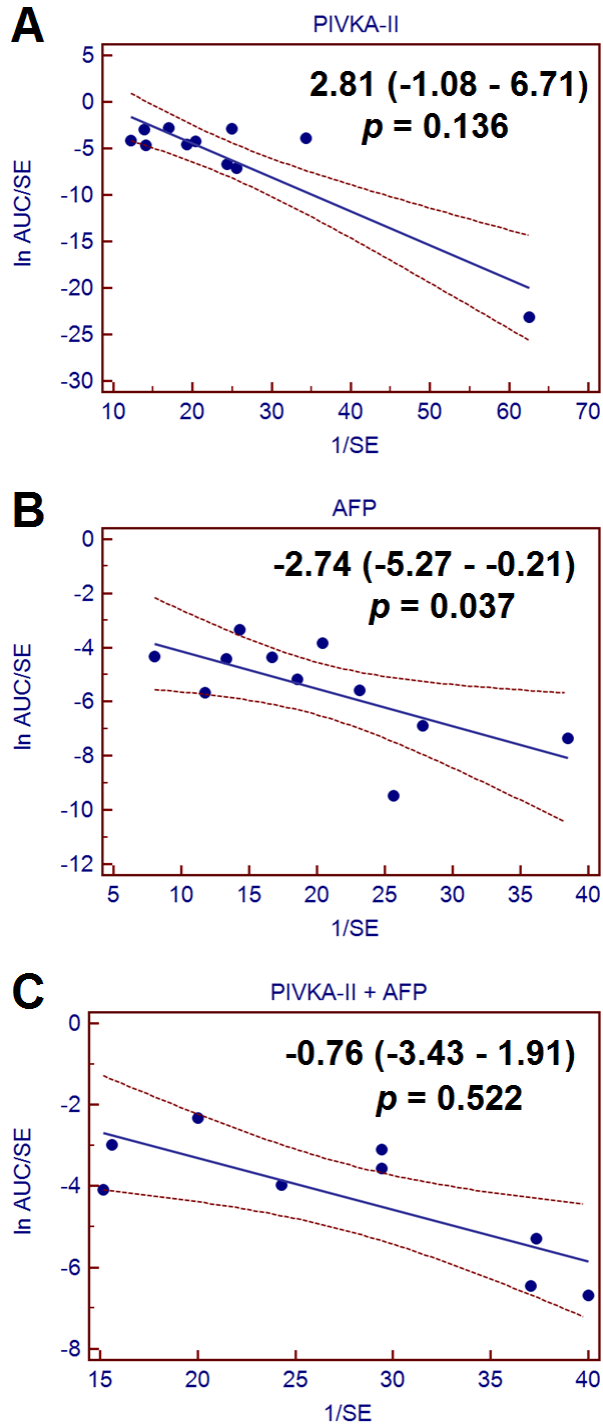 A
PIVKA-II
2.81 (-1.08 - 6.71)
p = 0.136
ln AUC/SE
5
0
-5
-10
-15
-20
-25
-30
10 20 30 40 50 60 70
1/SE
B
AFP
-2.74 (-5.27 - -0.21)
p = 0.037
ln AUC/SE
0
-2
-4
-6
-8
-10
-12
5 10 15 20 25 30 35 40
1/SE
C
PIVKA-II + AFP
-0.76 (-3.43 - 1.91)
p = 0.522
ln AUC/SE
0
-2
-4
-6
-8
15 20 25 30 35 40
1/SE